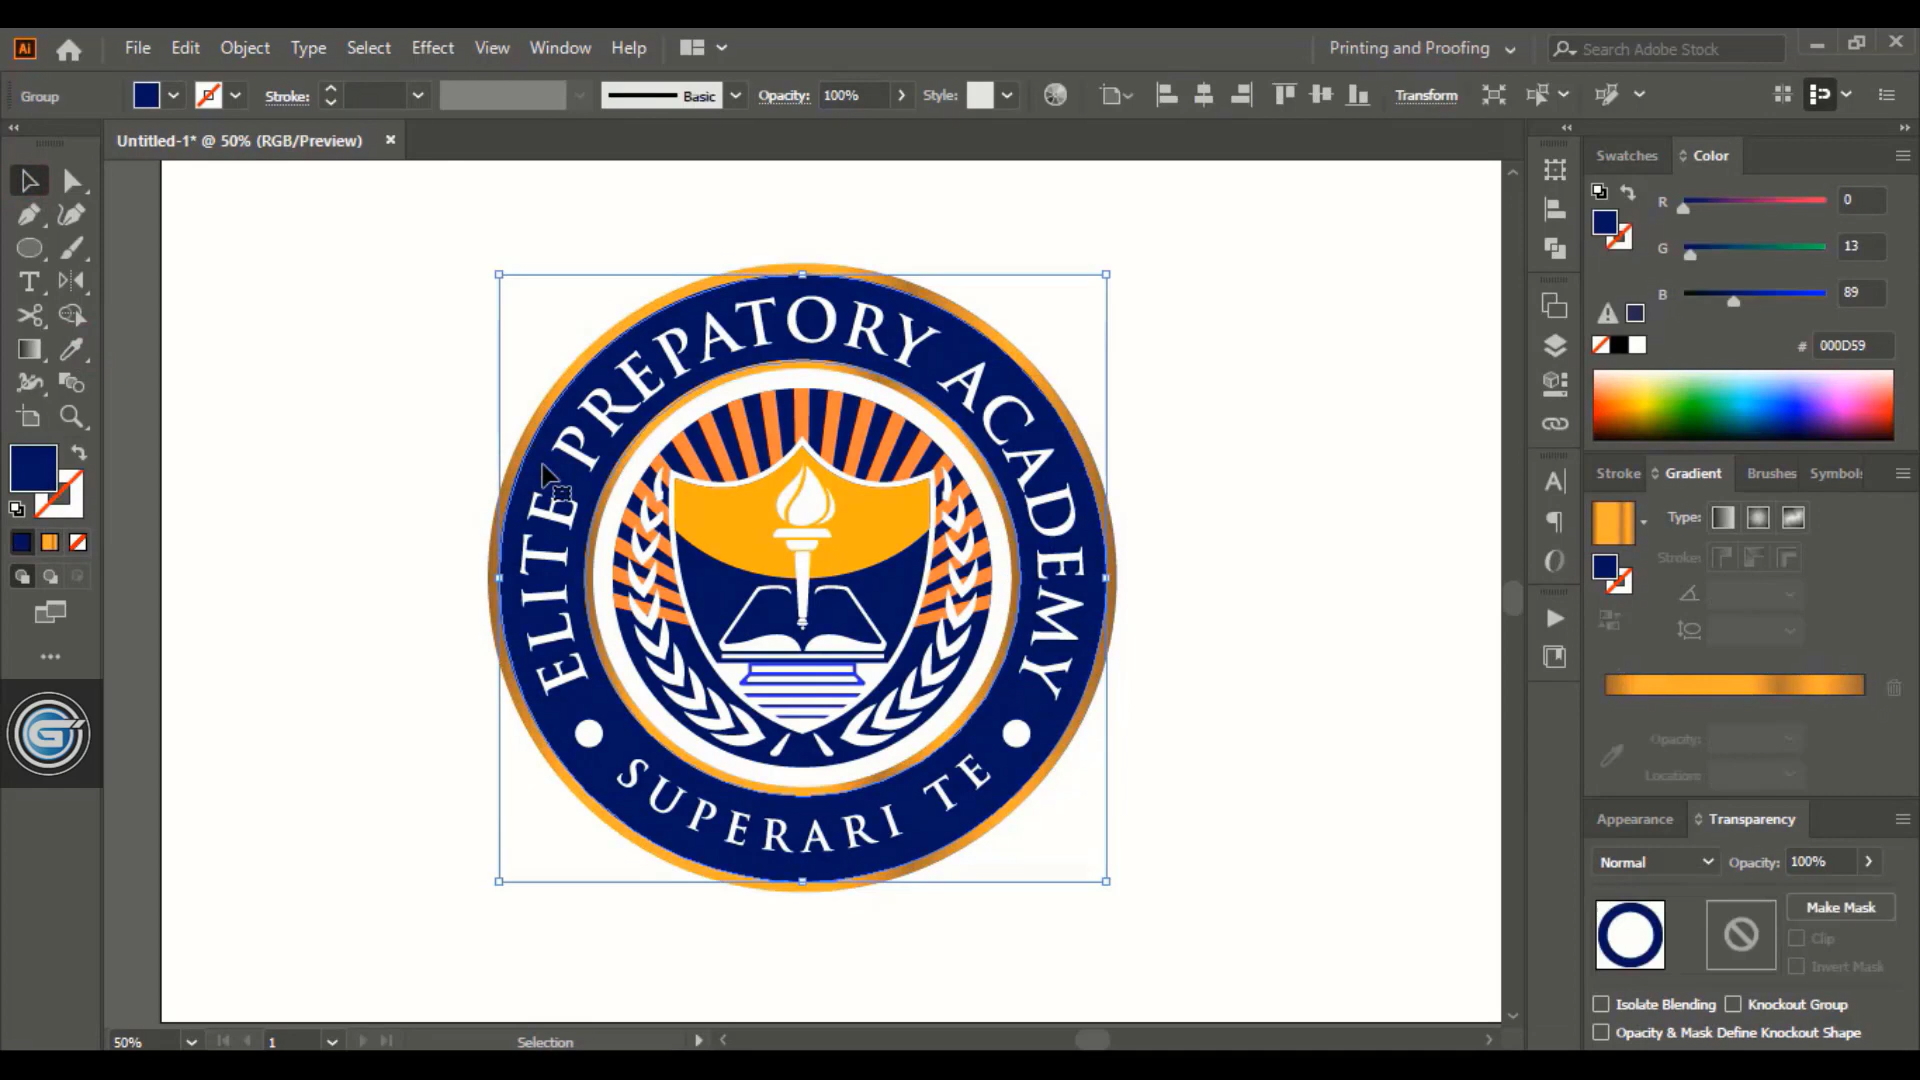 Ai File Edit Object Type Select Effect View Window Help Printing and Proofing Search Adobe Stock
Group Stroke: Basic Opacity: 100% Style: Transform
Untitled-1* @ 50% (RGB/Preview)
ELITE PREPATORY ACADEMY
SUPERARI TE
Swatches Color
R 0
G 13
B 89
# 000D59
Stroke Gradient Brushes Symbol
Type:
Stroke:
Opacity:
Location:
Appearance Transparency
Normal Opacity: 100%
Make Mask
Clip
Invert Mask
Isolate Blending Knockout Group
Opacity & Mask Define Knockout Shape
50% 1 Selection